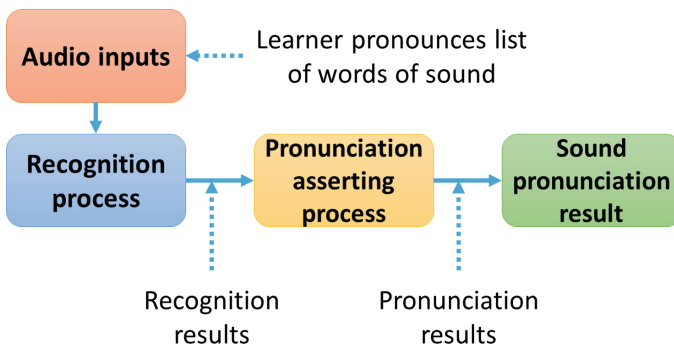 Audio inputs
Learner pronounces list
of words of sound
Recognition
process
Pronunciation
asserting
process
Sound
pronunciation
result
Recognition
results
Pronunciation
results